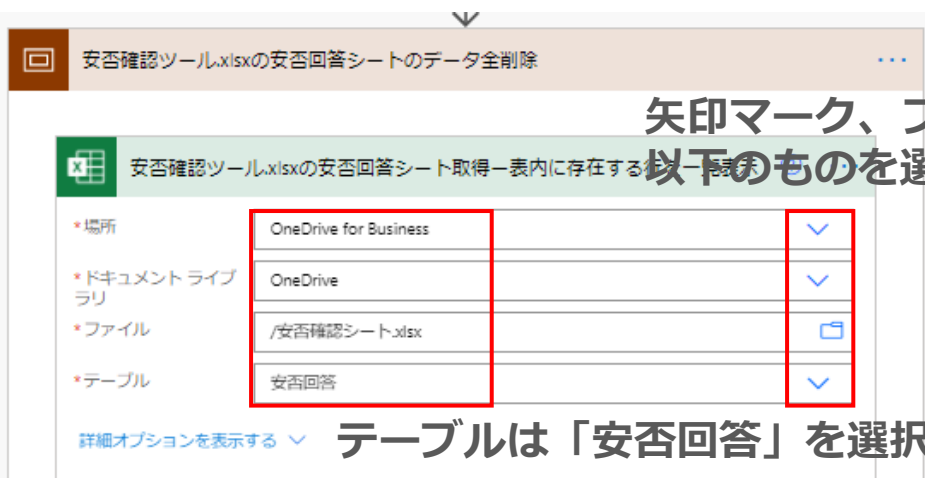 安否確認ツール.xlsxの安否回答シートのデータ全削除
矢印マーク、フ
安否確認ツール.xlsxの安否回答シート取得ー表内に存在する行を一覧表示
以下のものを選
*場所
OneDrive for Business
*ドキュメント ライブ
ラリ
OneDrive
*ファイル
/安否確認シート.xlsx
*テーブル
安否回答
詳細オプションを表示する
テーブルは「安否回答」を選択